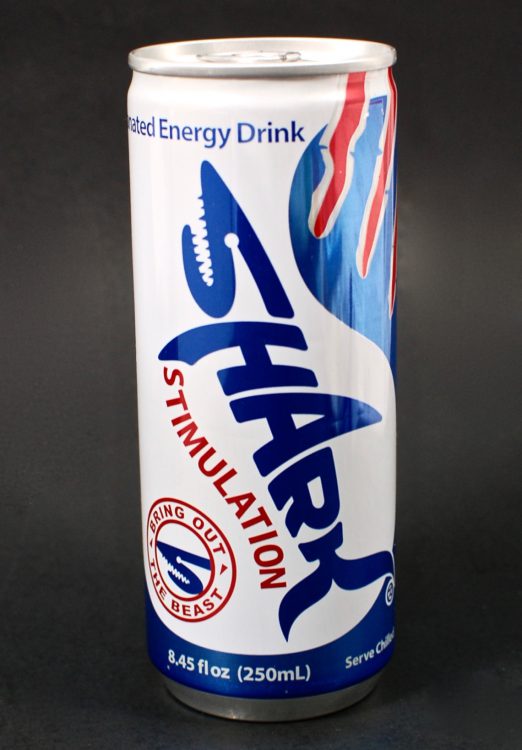 Energy Drink
SHARK
STIMULATION
BRING OUT
THE BEAST
8.45 fl oz (250mL)
Serve Chilled
®